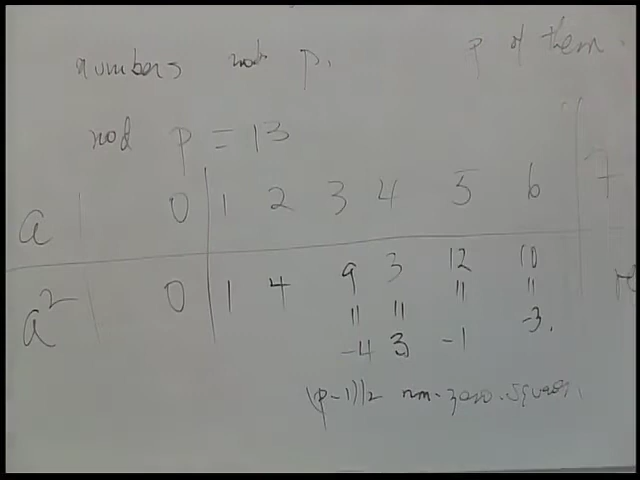 numbers mod p. p of them.
mod p = 13
a 0 1 2 3 4 5 6 7
a² 0 1 4 9 3 12 10
|| || || ||
-4 3 -1 -3.
(p-1)/2 non-zero squares.